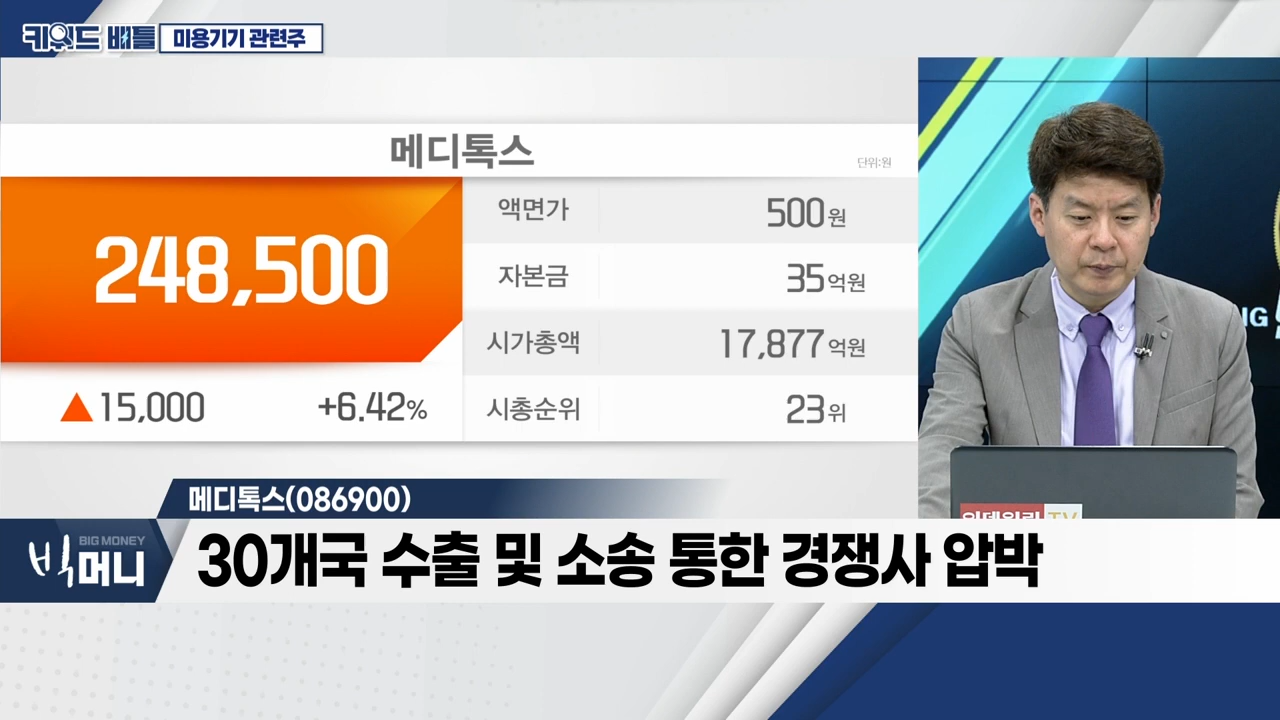 키워드 배틀 미용기기 관련주
메디톡스
단위:원
248,500
▲15,000 +6.42%
액면가 500원
자본금 35억원
시가총액 17,877억원
시총순위 23위
메디톡스(086900)
BIG MONEY
빅머니
30개국 수출 및 소송 통한 경쟁사 압박